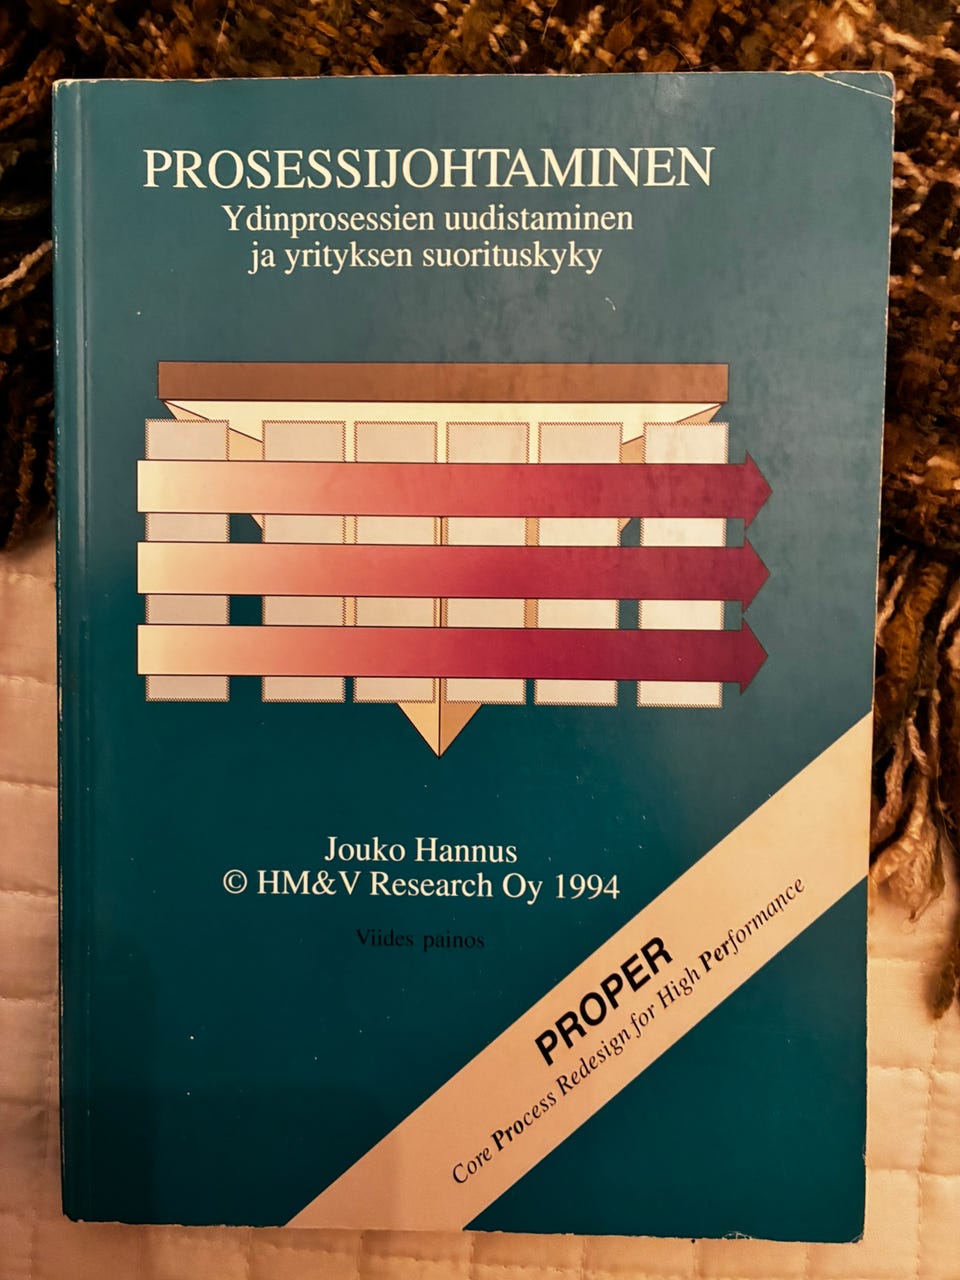 PROSESSIJOHTAMINEN
Ydinprosessien uudistaminen
ja yrityksen suorituskyky
Jouko Hannus
© HM&V Research Oy 1994
Viides painos
PROPER
Core Process Redesign for High Performance